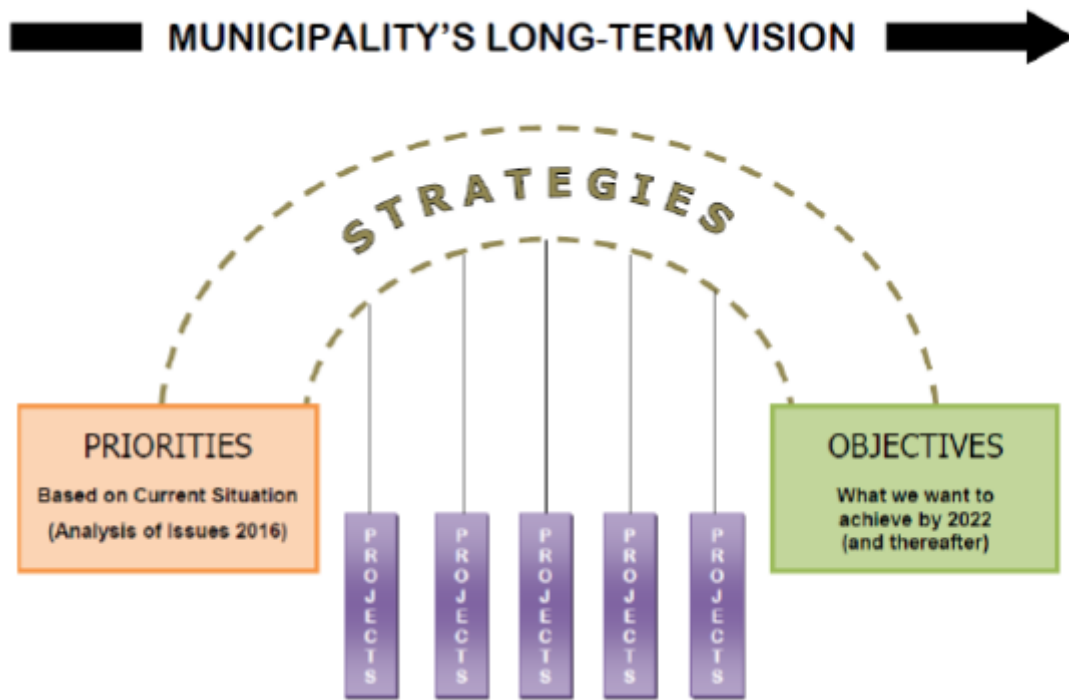 MUNICIPALITY'S LONG-TERM VISION
STRATEGIES
PRIORITIES
Based on Current Situation
(Analysis of Issues 2016)
OBJECTIVES
What we want to
achieve by 2022
(and thereafter)
PROJECTS
PROJECTS
PROJECTS
PROJECTS
PROJECTS